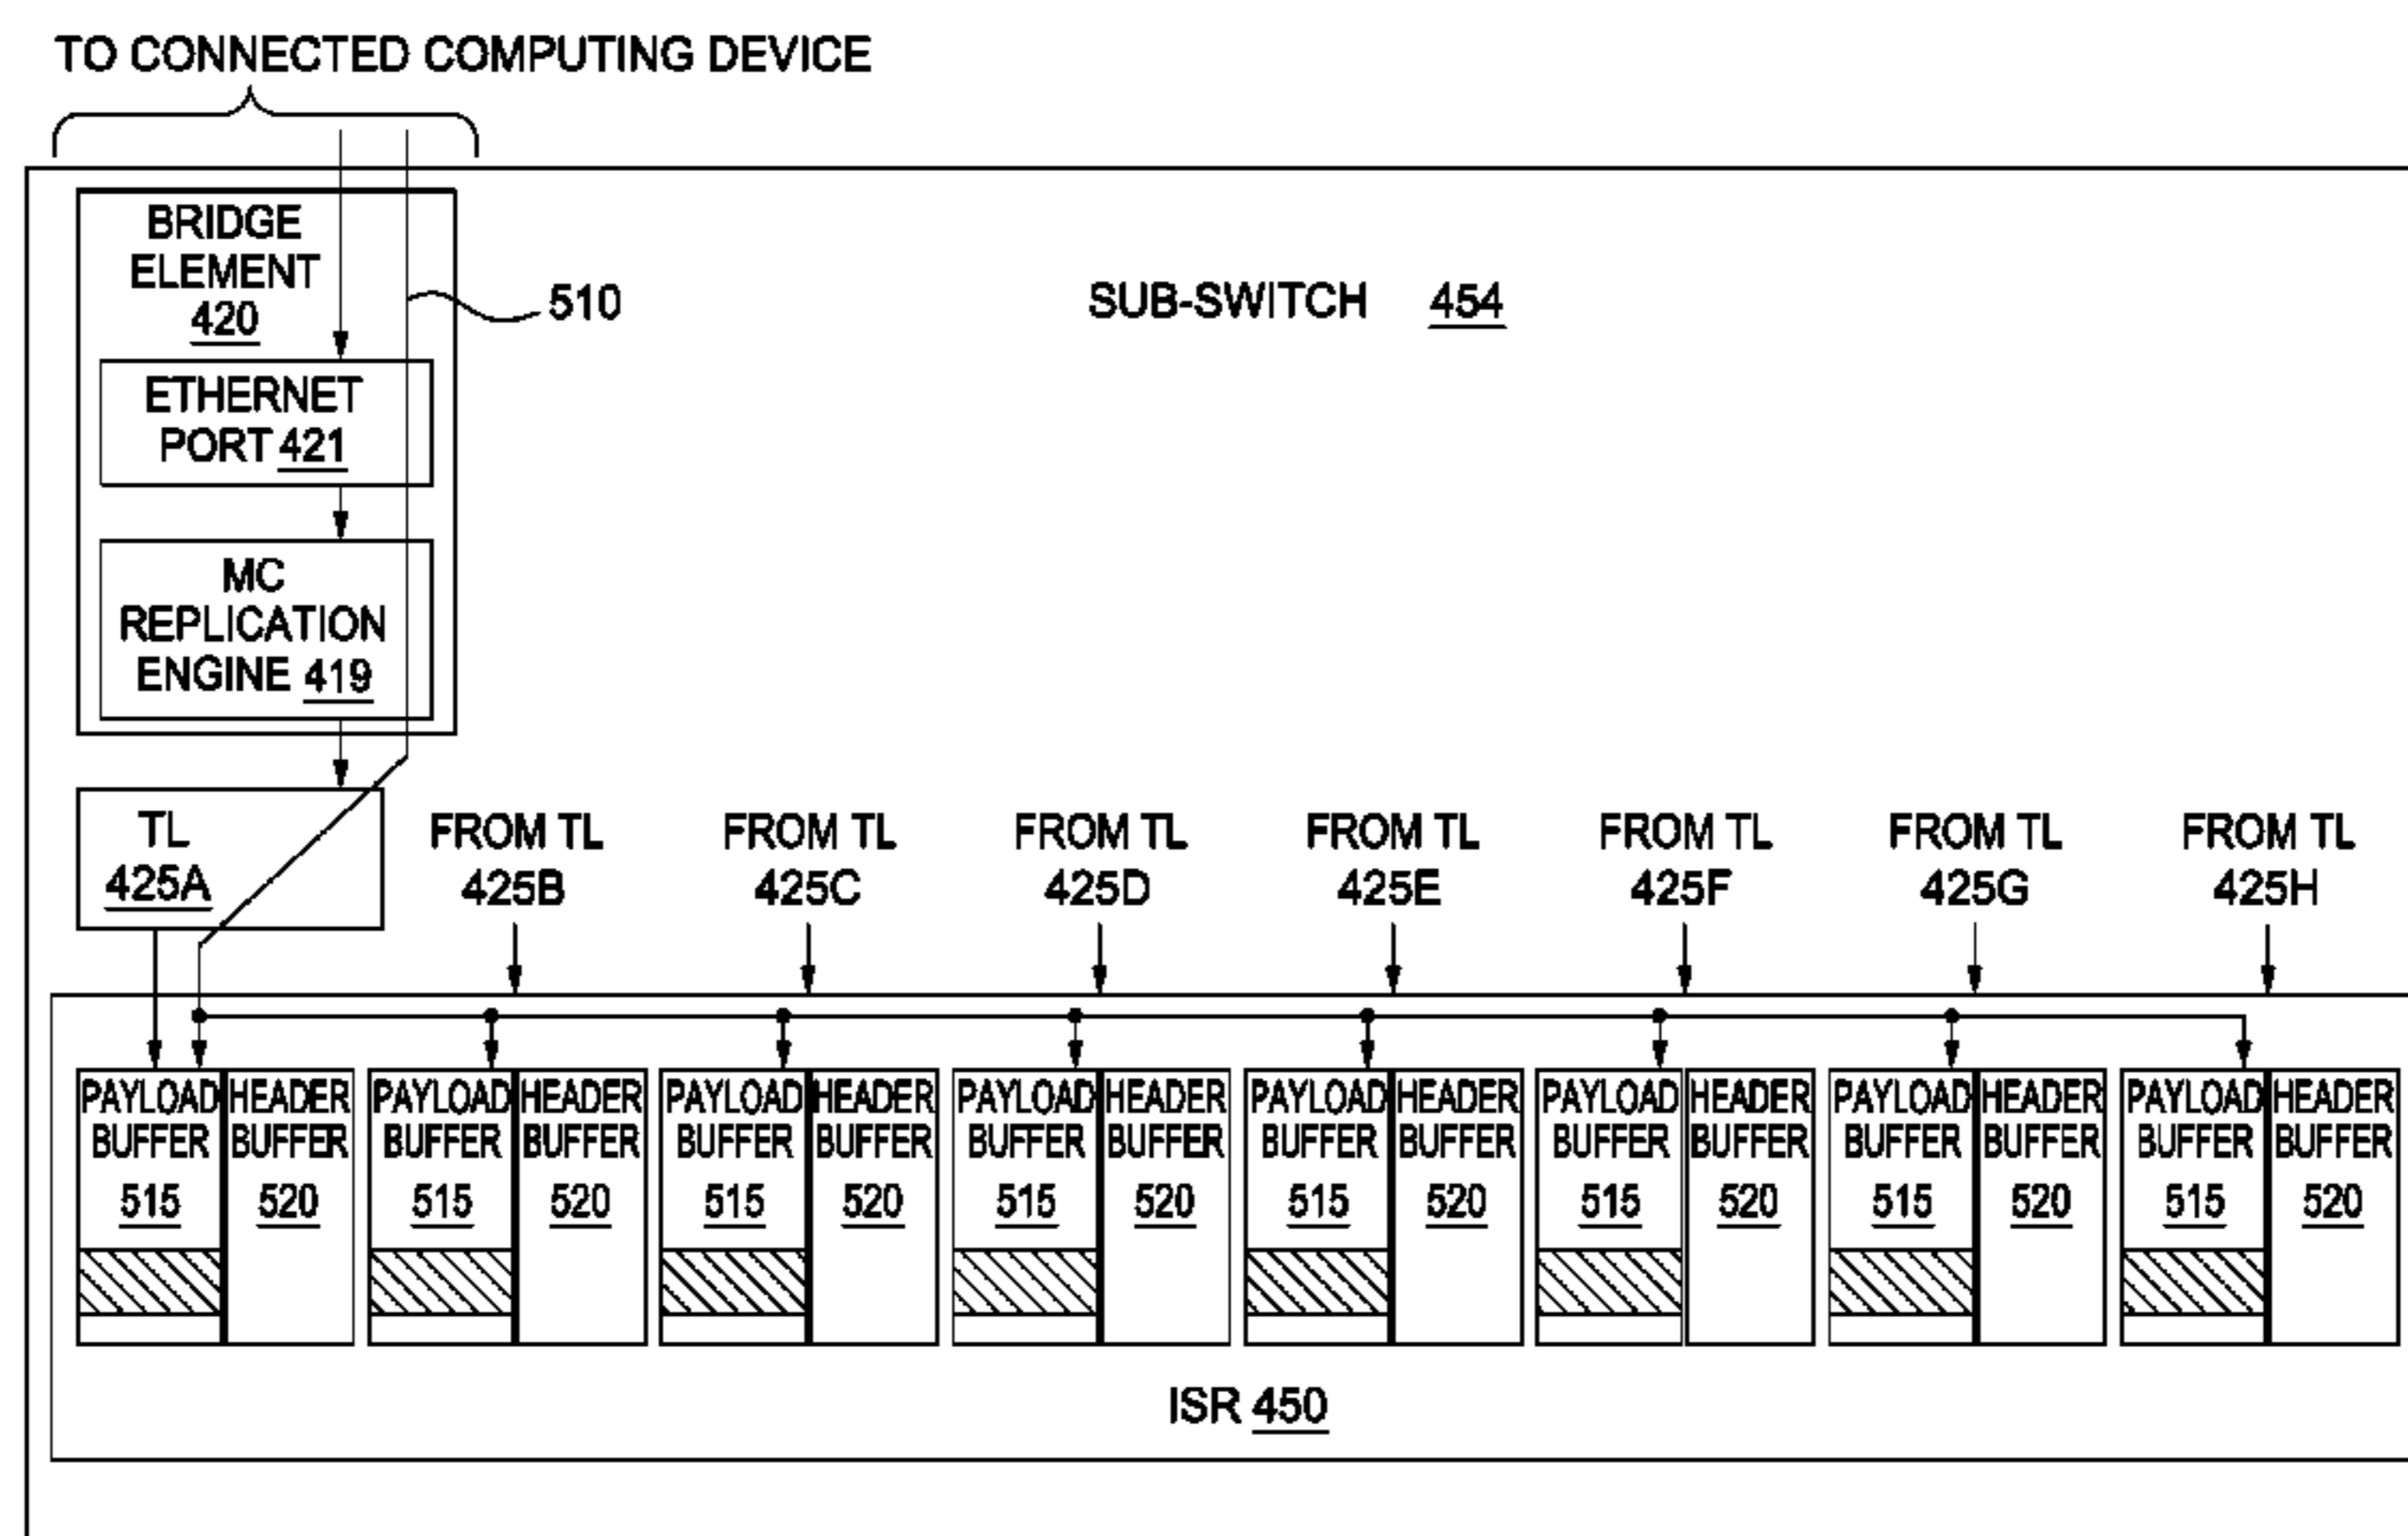 TO CONNECTED COMPUTING DEVICE
BRIDGE
ELEMENT
420
510
SUB-SWITCH 454
ETHERNET
PORT 421
MC
REPLICATION
ENGINE 419
TL
425A
FROM TL
425B
FROM TL
425C
FROM TL
425D
FROM TL
425E
FROM TL
425F
FROM TL
425G
FROM TL
425H
PAYLOAD
BUFFER
515
HEADER
BUFFER
520
PAYLOAD
BUFFER
515
HEADER
BUFFER
520
PAYLOAD
BUFFER
515
HEADER
BUFFER
520
PAYLOAD
BUFFER
515
HEADER
BUFFER
520
PAYLOAD
BUFFER
515
HEADER
BUFFER
520
PAYLOAD
BUFFER
515
HEADER
BUFFER
520
PAYLOAD
BUFFER
515
HEADER
BUFFER
520
PAYLOAD
BUFFER
515
HEADER
BUFFER
520
ISR 450